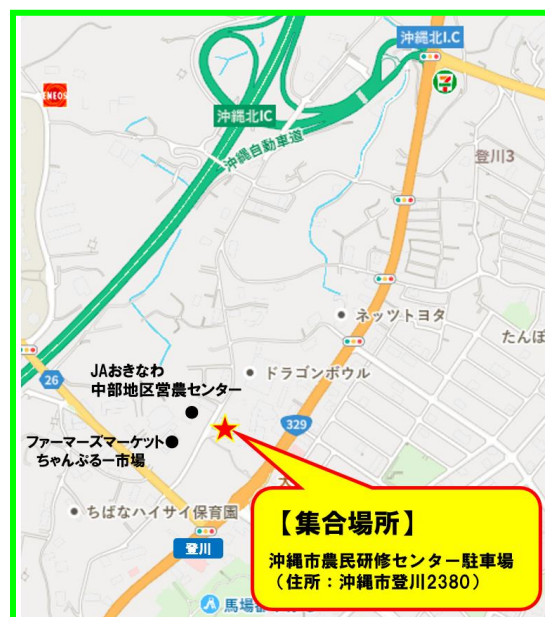 沖縄北I.C
ENEOS
沖縄北IC
沖縄自動車道
登川3
ネッツトヨタ
たんぽ
JAおきなわ
中部地区営農センター
ドラゴンボウル
26
329
ファーマーズマーケット
ちゃんぷるー市場
ちばなハイサイ保育園
登川
【集合場所】
沖縄市農民研修センター駐車場
(住所:沖縄市登川2380)
馬場